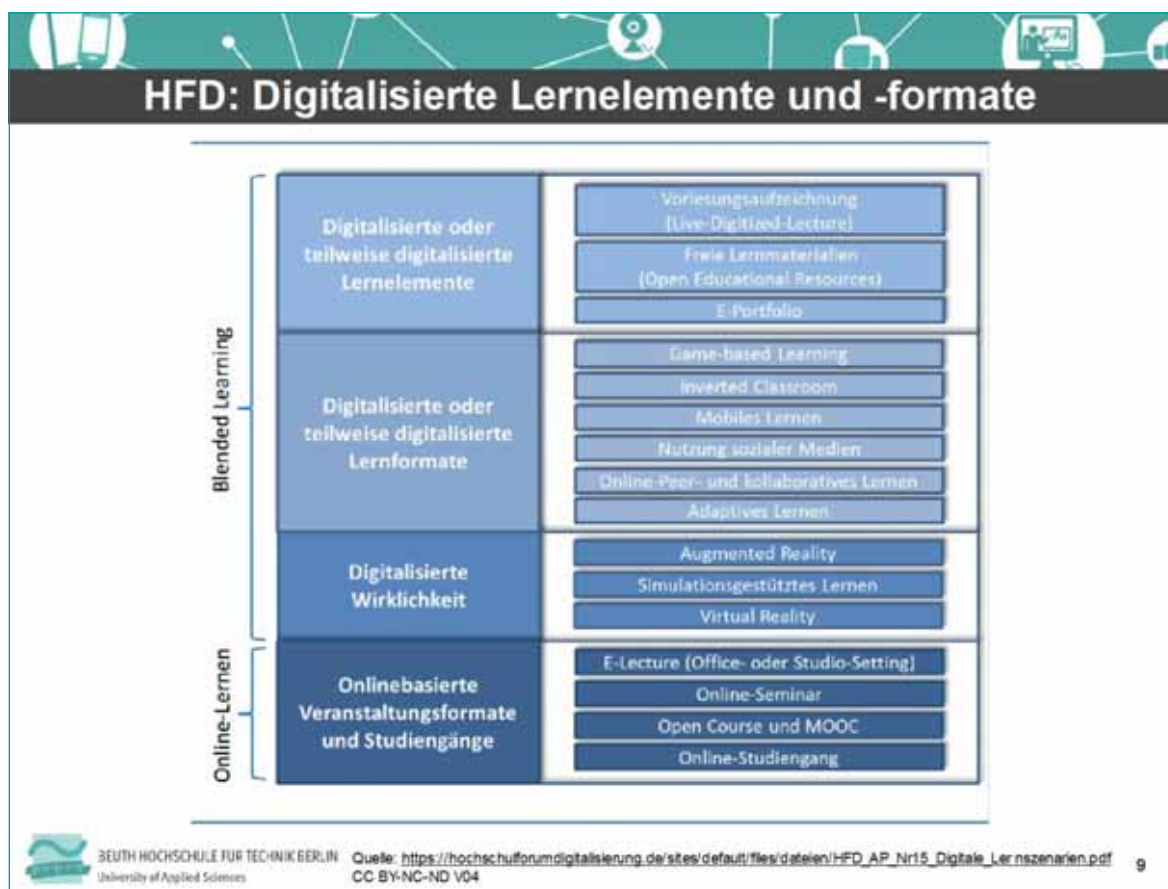 HFD: Digitalisierte Lernelemente und -formate
Blended Learning
Digitalisierte oder
teilweise digitalisierte
Lernelemente
Vorlesungsaufzeichnung
(Live-Digitized-Lecture)
Freie Lernmaterialien
(Open Educational Resources)
E-Portfolio
Digitalisierte oder
teilweise digitalisierte
Lernformate
Game-based Learning
Inverted Classroom
Mobiles Lernen
Nutzung sozialer Medien
Online-Peer- und kollaboratives Lernen
Adaptives Lernen
Digitalisierte
Wirklichkeit
Augmented Reality
Simulationsgestütztes Lernen
Virtual Reality
Online-Lernen
Onlinebasierte
Veranstaltungsformate
und Studiengänge
E-Lecture (Office- oder Studio-Setting)
Online-Seminar
Open Course und MOOC
Online-Studiengang
BEUTH HOCHSCHULE FÜR TECHNIK BERLIN
University of Applied Sciences
Quelle: https://hochschulforumdigitalisierung.de/sites/default/files/dateien/HFD_AP_Nr15_Digitale_Lernszenarien.pdf
CC BY-NC-ND V04
9